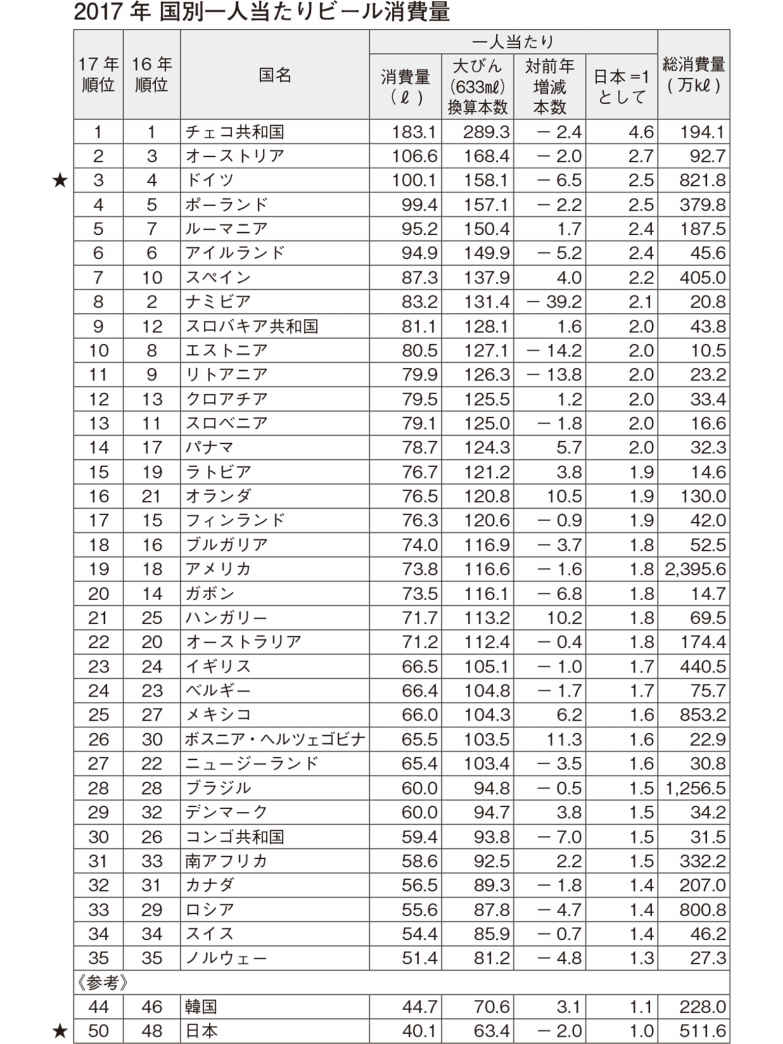 2017 年 国別一人当たりビール消費量
17 年順位 16 年順位 国名 一人当たり 総消費量（万kℓ）
消費量（ℓ） 大びん（633mℓ）換算本数 対前年増減本数 日本 =1 として
1 1 チェコ共和国 183.1 289.3 − 2.4 4.6 194.1
2 3 オーストリア 106.6 168.4 − 2.0 2.7 92.7
★ 3 4 ドイツ 100.1 158.1 − 6.5 2.5 821.8
4 5 ポーランド 99.4 157.1 − 2.2 2.5 379.8
5 7 ルーマニア 95.2 150.4 1.7 2.4 187.5
6 6 アイルランド 94.9 149.9 − 5.2 2.4 45.6
7 10 スペイン 87.3 137.9 4.0 2.2 405.0
8 2 ナミビア 83.2 131.4 − 39.2 2.1 20.8
9 12 スロバキア共和国 81.1 128.1 1.6 2.0 43.8
10 8 エストニア 80.5 127.1 − 14.2 2.0 10.5
11 9 リトアニア 79.9 126.3 − 13.8 2.0 23.2
12 13 クロアチア 79.5 125.5 1.2 2.0 33.4
13 11 スロベニア 79.1 125.0 − 1.8 2.0 16.6
14 17 パナマ 78.7 124.3 5.7 2.0 32.3
15 19 ラトビア 76.7 121.2 3.8 1.9 14.6
16 21 オランダ 76.5 120.8 10.5 1.9 130.0
17 15 フィンランド 76.3 120.6 − 0.9 1.9 42.0
18 16 ブルガリア 74.0 116.9 − 3.7 1.8 52.5
19 18 アメリカ 73.8 116.6 − 1.6 1.8 2,395.6
20 14 ガボン 73.5 116.1 − 6.8 1.8 14.7
21 25 ハンガリー 71.7 113.2 10.2 1.8 69.5
22 20 オーストラリア 71.2 112.4 − 0.4 1.8 174.4
23 24 イギリス 66.5 105.1 − 1.0 1.7 440.5
24 23 ベルギー 66.4 104.8 − 1.7 1.7 75.7
25 27 メキシコ 66.0 104.3 6.2 1.6 853.2
26 30 ボスニア・ヘルツェゴビナ 65.5 103.5 11.3 1.6 22.9
27 22 ニュージーランド 65.4 103.4 − 3.5 1.6 30.8
28 28 ブラジル 60.0 94.8 − 0.5 1.5 1,256.5
29 32 デンマーク 60.0 94.7 3.8 1.5 34.2
30 26 コンゴ共和国 59.4 93.8 − 7.0 1.5 31.5
31 33 南アフリカ 58.6 92.5 2.2 1.5 332.2
32 31 カナダ 56.5 89.3 − 1.8 1.4 207.0
33 29 ロシア 55.6 87.8 − 4.7 1.4 800.8
34 34 スイス 54.4 85.9 − 0.7 1.4 46.2
35 35 ノルウェー 51.4 81.2 − 4.8 1.3 27.3
《参考》
44 46 韓国 44.7 70.6 3.1 1.1 228.0
★ 50 48 日本 40.1 63.4 − 2.0 1.0 511.6